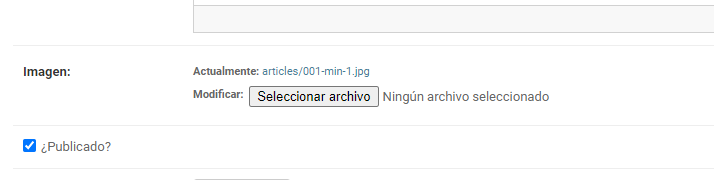 Imagen:
Actualmente: articles/001-min-1.jpg
Modificar: Seleccionar archivo Ningún archivo seleccionado
¿Publicado?